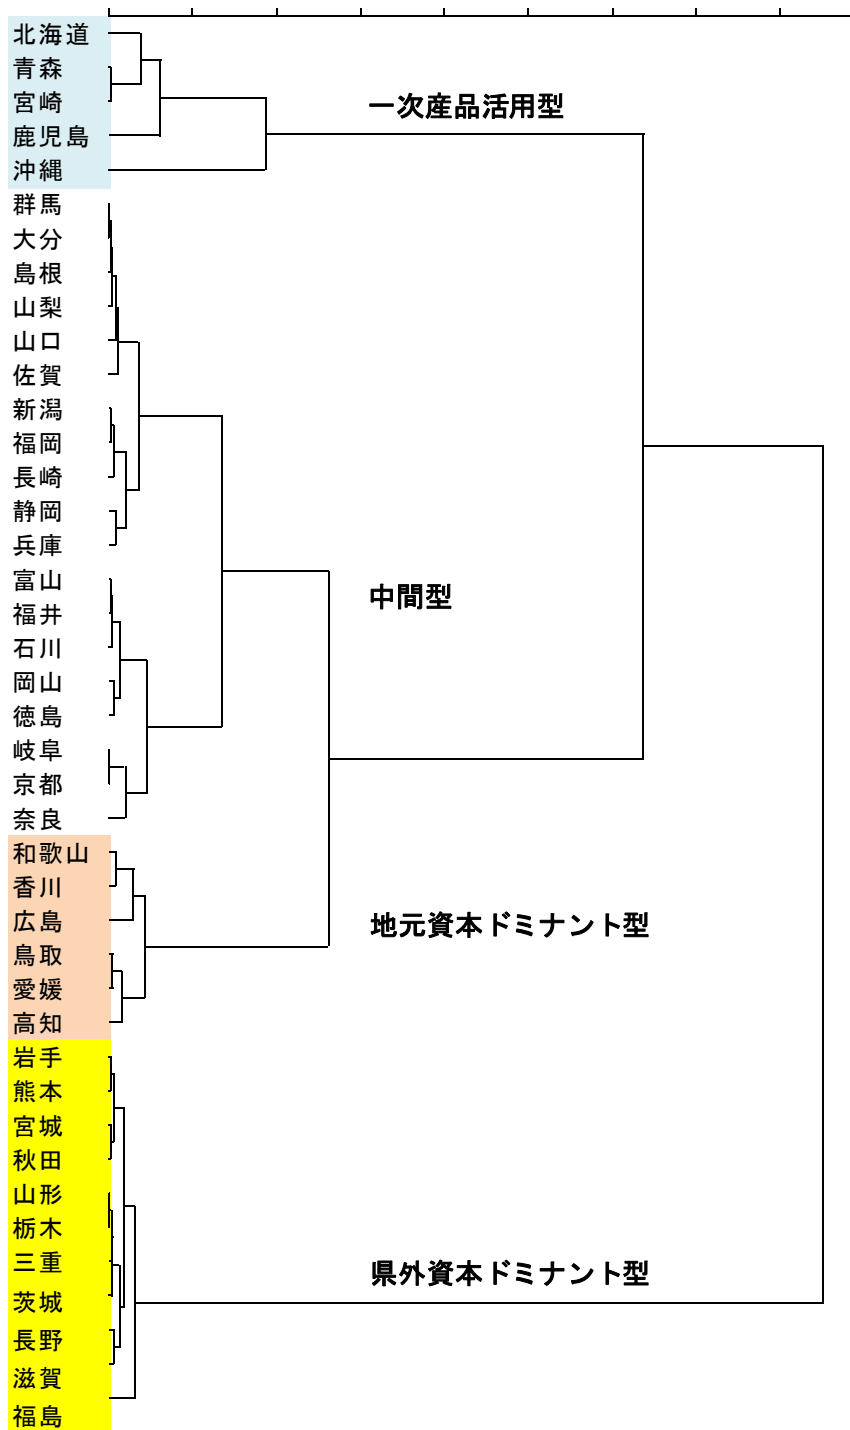 北海道
青森
宮崎
一次産品活用型
鹿児島
沖縄
群馬
大分
島根
山梨
山口
佐賀
新潟
福岡
長崎
静岡
兵庫
富山
中間型
福井
石川
岡山
徳島
岐阜
京都
奈良
和歌山
香川
広島
地元資本ドミナント型
鳥取
愛媛
高知
岩手
熊本
宮城
秋田
山形
栃木
三重
県外資本ドミナント型
茨城
長野
滋賀
福島